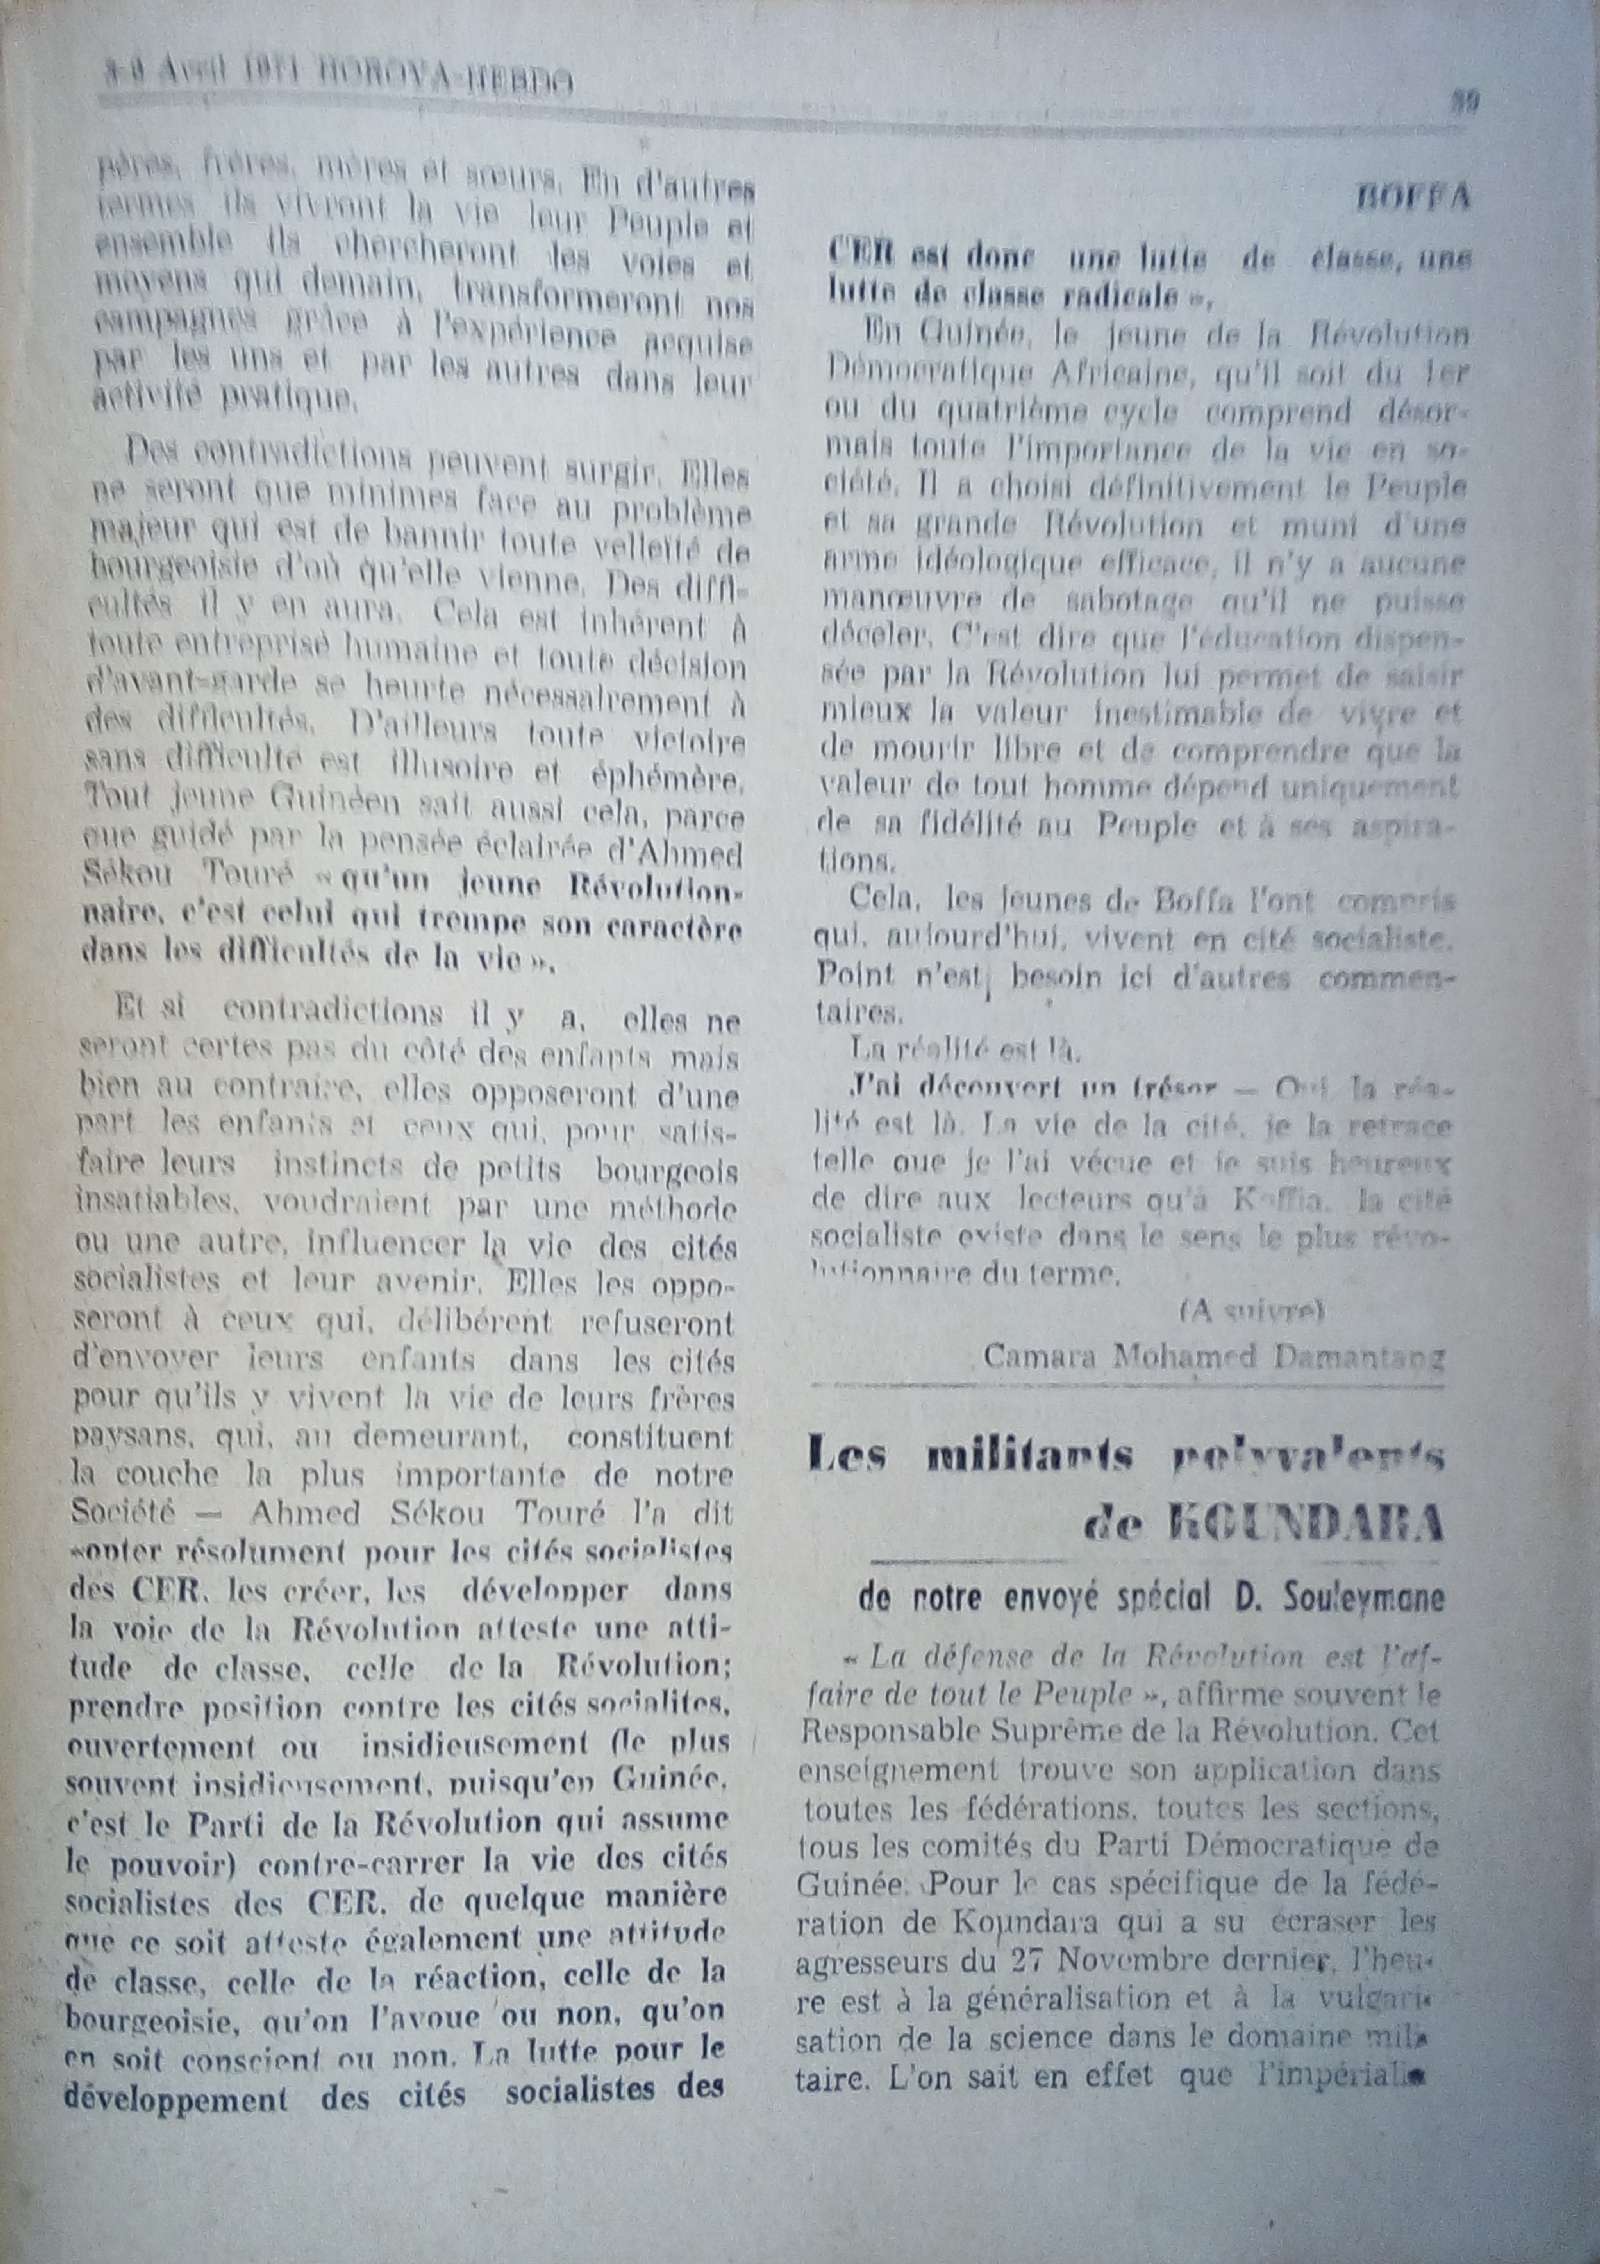 Avril 1971 HOROYA-HEBDO
39
pères, frères, mères et sœurs. En d'autres
termes ils vivront la vie leur Peuple et
ensemble ils chercheront les voies et
moyens qui demain, transformeront nos
campagnes grâce à l'expérience acquise
par les uns et par les autres dans leur
activité pratique.
Des contradictions peuvent surgir. Elles
ne seront que minimes face au problème
majeur qui est de bannir toute velleïté de
bourgeoisie d'où qu'elle vienne. Des diffi-
cultés il y en aura. Cela est inhérent à
toute entreprise humaine et toute décision
d'avant-garde se heurte nécessairement à
des difficultés. D'ailleurs toute victoire
sans difficulté est illusoire et éphémère.
Tout jeune Guinéen sait aussi cela, parce
que guidé par la pensée éclairée d'Ahmed
Sékou Touré « qu'un jeune Révolution-
naire, c'est celui qui trempe son caractère
dans les difficultés de la vie ».
Et si contradictions il y a, elles ne
seront certes pas du côté des enfants mais
bien au contraire, elles opposeront d'une
part les enfants et ceux qui, pour satis-
faire leurs instincts de petits bourgeois
insatiables, voudraient par une méthode
ou une autre, influencer la vie des cités
socialistes et leur avenir. Elles les oppo-
seront à ceux qui, délibérent refuseront
d'envoyer leurs enfants dans les cités
pour qu'ils y vivent la vie de leurs frères
paysans, qui, au demeurant, constituent
la couche la plus importante de notre
Société — Ahmed Sékou Touré l'a dit
«opter résolument pour les cités socialistes
des CER, les créer, les développer dans
la voie de la Révolution atteste une atti-
tude de classe, celle de la Révolution;
prendre position contre les cités socialites,
ouvertement ou insidieusement (le plus
souvent insidieusement, puisqu'en Guinée,
c'est le Parti de la Révolution qui assume
le pouvoir) contre-carrer la vie des cités
socialistes des CER, de quelque manière
que ce soit atteste également une attitude
de classe, celle de la réaction, celle de la
bourgeoisie, qu'on l'avoue ou non, qu'on
en soit conscient ou non. La lutte pour le
développement des cités socialistes des
BOFFA
CER est donc une lutte de classe, une
lutte de classe radicale ».
En Guinée, le jeune de la Révolution
Démocratique Africaine, qu'il soit du 1er
ou du quatrième cycle comprend désor-
mais toute l'importance de la vie en so-
ciété. Il a choisi définitivement le Peuple
et sa grande Révolution et muni d'une
arme idéologique efficace, il n'y a aucune
manœuvre de sabotage qu'il ne puisse
déceler. C'est dire que l'éducation dispen-
sée par la Révolution lui permet de saisir
mieux la valeur inestimable de vivre et
de mourir libre et de comprendre que la
valeur de tout homme dépend uniquement
de sa fidélité au Peuple et à ses aspira-
tions.
Cela, les jeunes de Boffa l'ont compris
qui, aujourd'hui, vivent en cité socialiste.
Point n'est besoin ici d'autres commen-
taires.
La réalité est là.
J'ai découvert un trésor — Oui, la réa-
lité est là. La vie de la cité, je la retrace
telle que je l'ai vécue et je suis heureux
de dire aux lecteurs qu'à Koffia, la cité
socialiste existe dans le sens le plus révo-
lutionnaire du terme.
(A suivre)
Camara Mohamed Damantang
Les militants polyvalents
de KOUNDARA
de notre envoyé spécial D. Souleymane
« La défense de la Révolution est l'af-
faire de tout le Peuple », affirme souvent le
Responsable Suprême de la Révolution. Cet
enseignement trouve son application dans
toutes les fédérations, toutes les sections,
tous les comités du Parti Démocratique de
Guinée. Pour le cas spécifique de la fédé-
ration de Koundara qui a su écraser les
agresseurs du 27 Novembre dernier, l'heu-
re est à la généralisation et à la vulgari-
sation de la science dans le domaine mili-
taire. L'on sait en effet que l'impérialis-